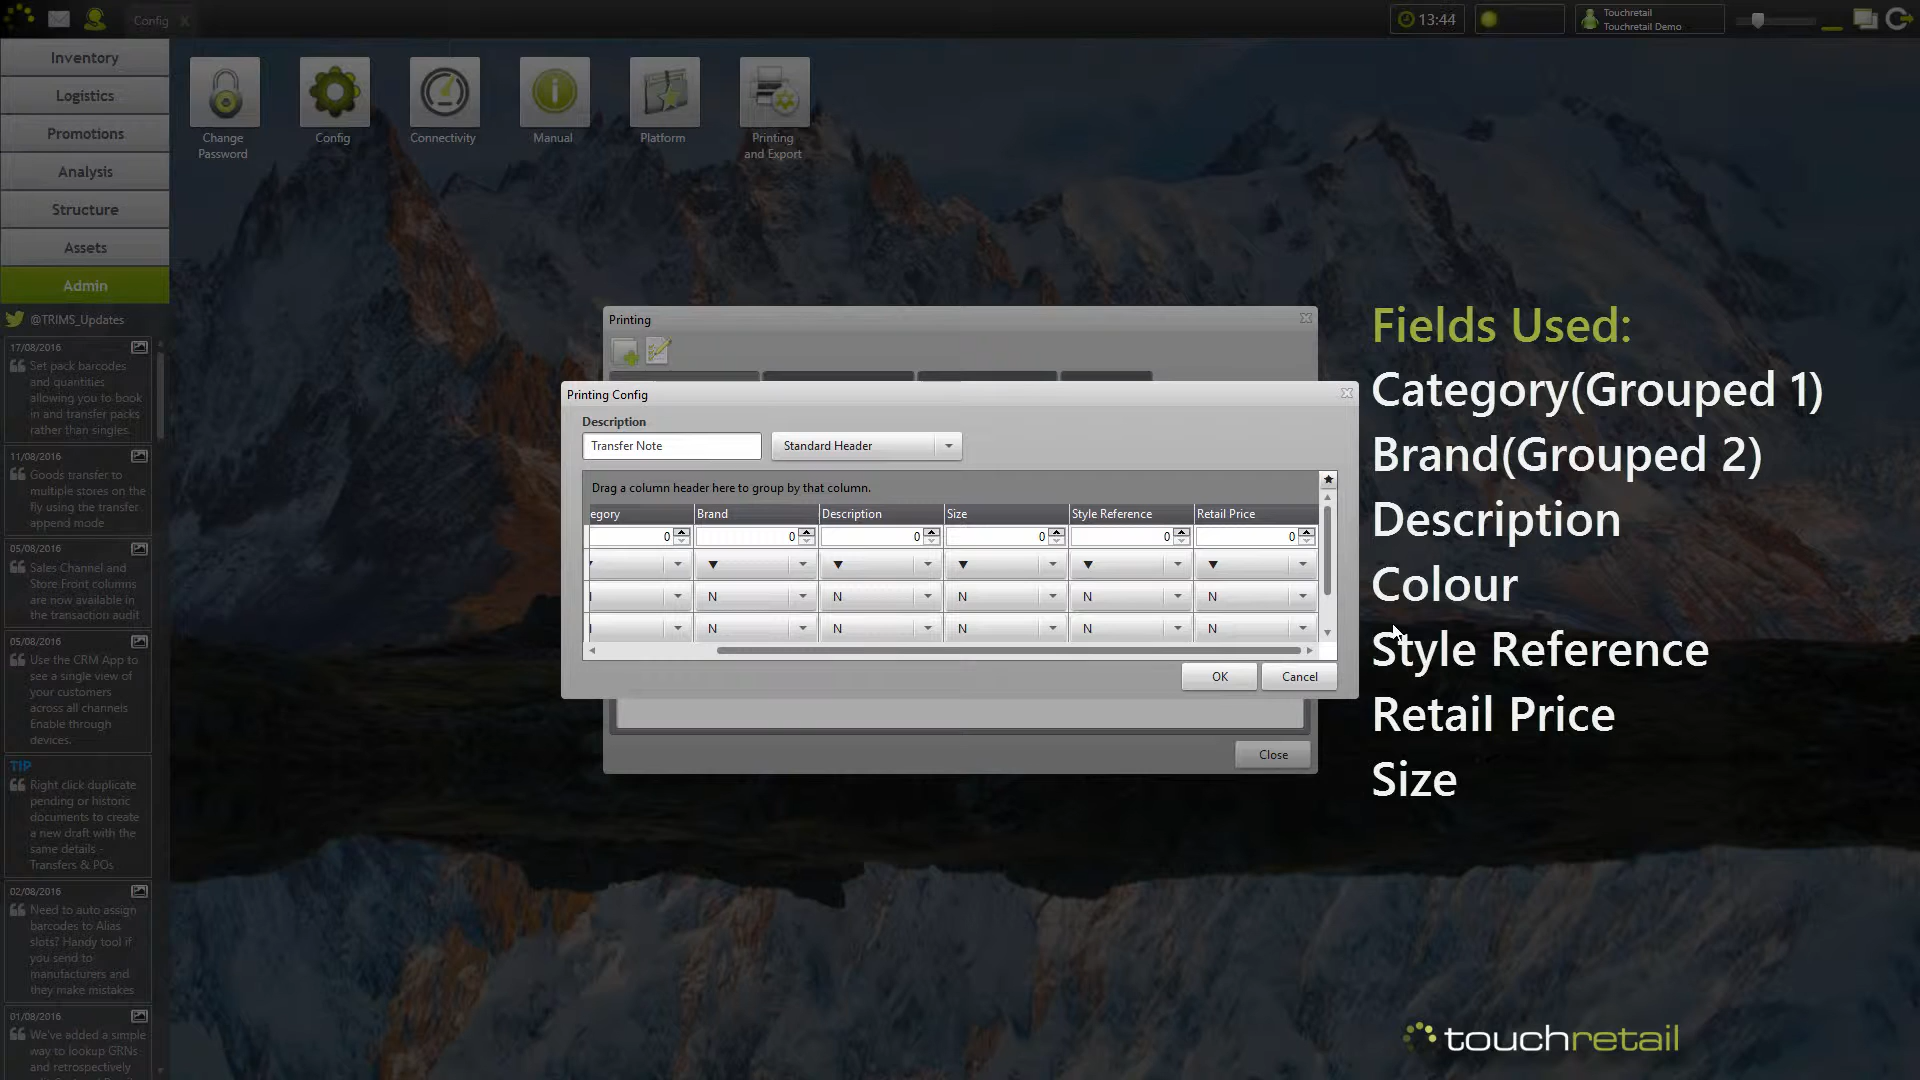 Config
13:44
Touchretail
Touchretail Demo
Inventory
Logistics
Promotions
Analysis
Structure
Assets
Admin
Change
Password
Config
Connectivity
Manual
Platform
Printing
and Export
@TRIMS_Updates
17/08/2016
Set pack barcodes
and quantities
allowing you to book
in and transfer packs
rather than singles.
11/08/2016
Goods transfer to
multiple stores on the
fly using the transfer
append mode
05/08/2016
Sales Channel and
Store Front columns
are now available in
the transaction audit
05/08/2016
Use the CRM App to
see a single view of
your customers
across all channels
Enable through
devices.
TIP
Right click duplicate
pending or historic
documents to create
a new draft with the
same details -
Transfers & POs
02/08/2016
Need to auto assign
barcodes to Alias
slots? Handy tool if
you send to
manufacturers and
they make mistakes
01/08/2016
We've added a simple
way to lookup GRNs
and retrospectively
Printing
Printing Config
Description
Transfer Note
Standard Header
Drag a column header here to group by that column.
egory Brand Description Size Style Reference Retail Price
0 0 0 0 0 0
N N N N N
N N N N N
OK
Cancel
Close
Fields Used:
Category(Grouped 1)
Brand(Grouped 2)
Description
Colour
Style Reference
Retail Price
Size
touchretail